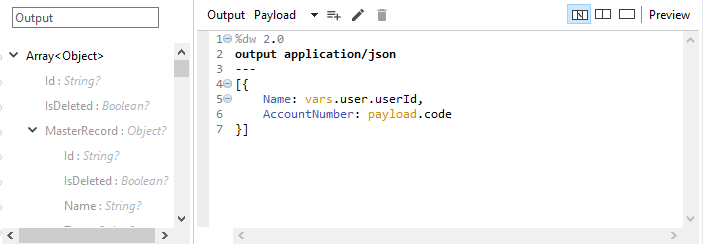 Output
Array<Object>
Id : String?
IsDeleted : Boolean?
MasterRecord : Object?
Id : String?
IsDeleted : Boolean?
Name : String?
Output Payload Preview
1 %dw 2.0
2 output application/json
3 ---
4 [{
5 Name: vars.user.userId,
6 AccountNumber: payload.code
7 }]